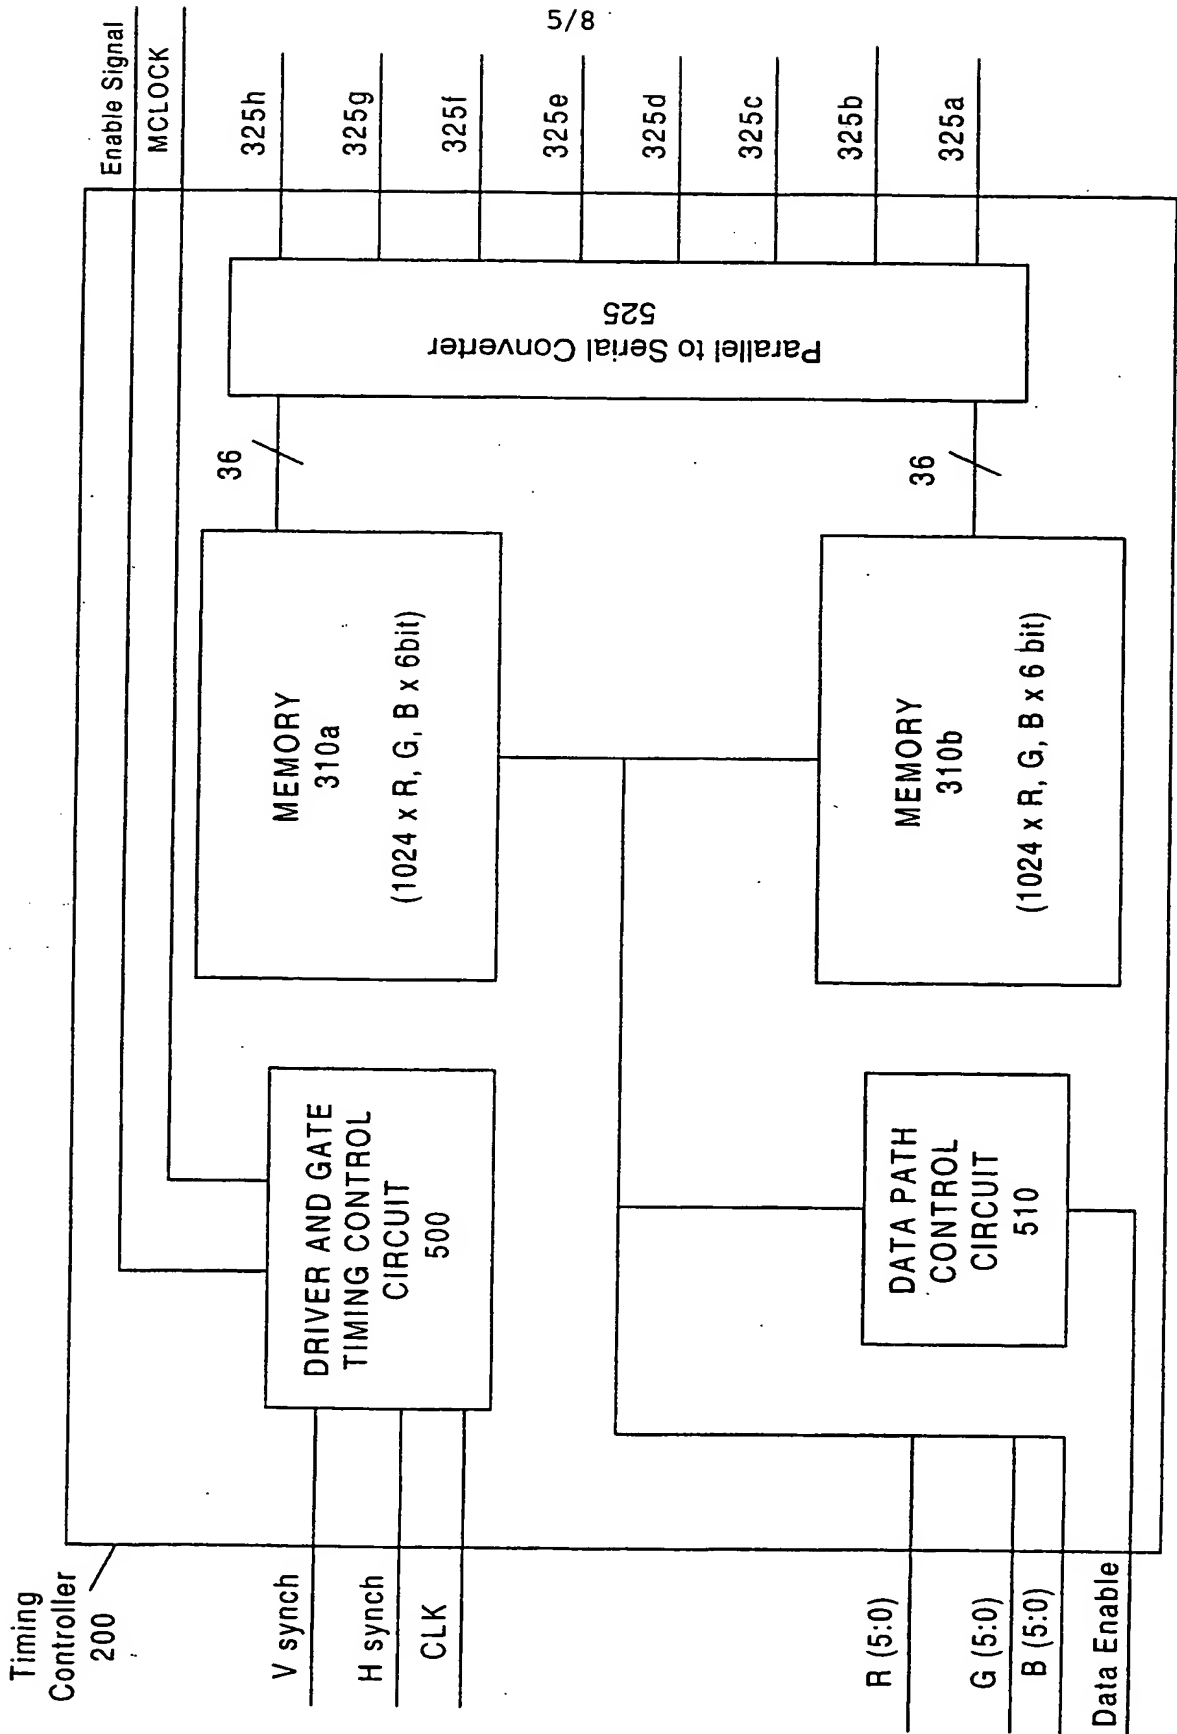 8/5
Timing
Controller
200
Enable Signal
MCLOCK
V synch
H synch
CLK
DRIVER AND GATE
TIMING CONTROL
CIRCUIT
500
MEMORY
310a
(1024 x R, G, B x 6bit)
36
Parallel to Serial Converter
525
325h
325g
325f
325e
325d
325c
325b
325a
R (5:0)
G (5:0)
B (5:0)
Data Enable
DATA PATH
CONTROL
CIRCUIT
510
MEMORY
310b
(1024 x R, G, B x 6 bit)
36